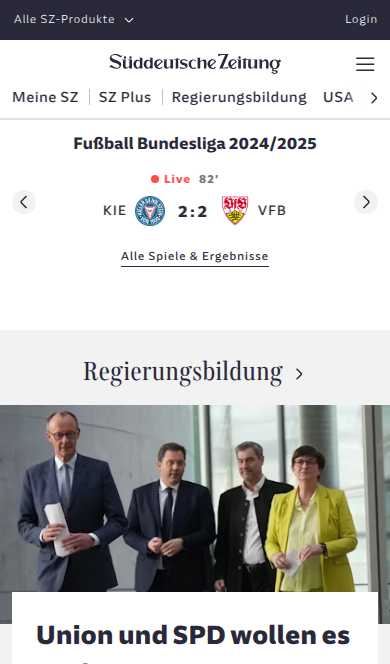 Alle SZ-Produkte
Login
Süddeutsche Zeitung
Meine SZ
SZ Plus
Regierungsbildung
USA
Fußball Bundesliga 2024/2025
Live 82'
KIE 2:2 VFB
Alle Spiele & Ergebnisse
Regierungsbildung
Union und SPD wollen es